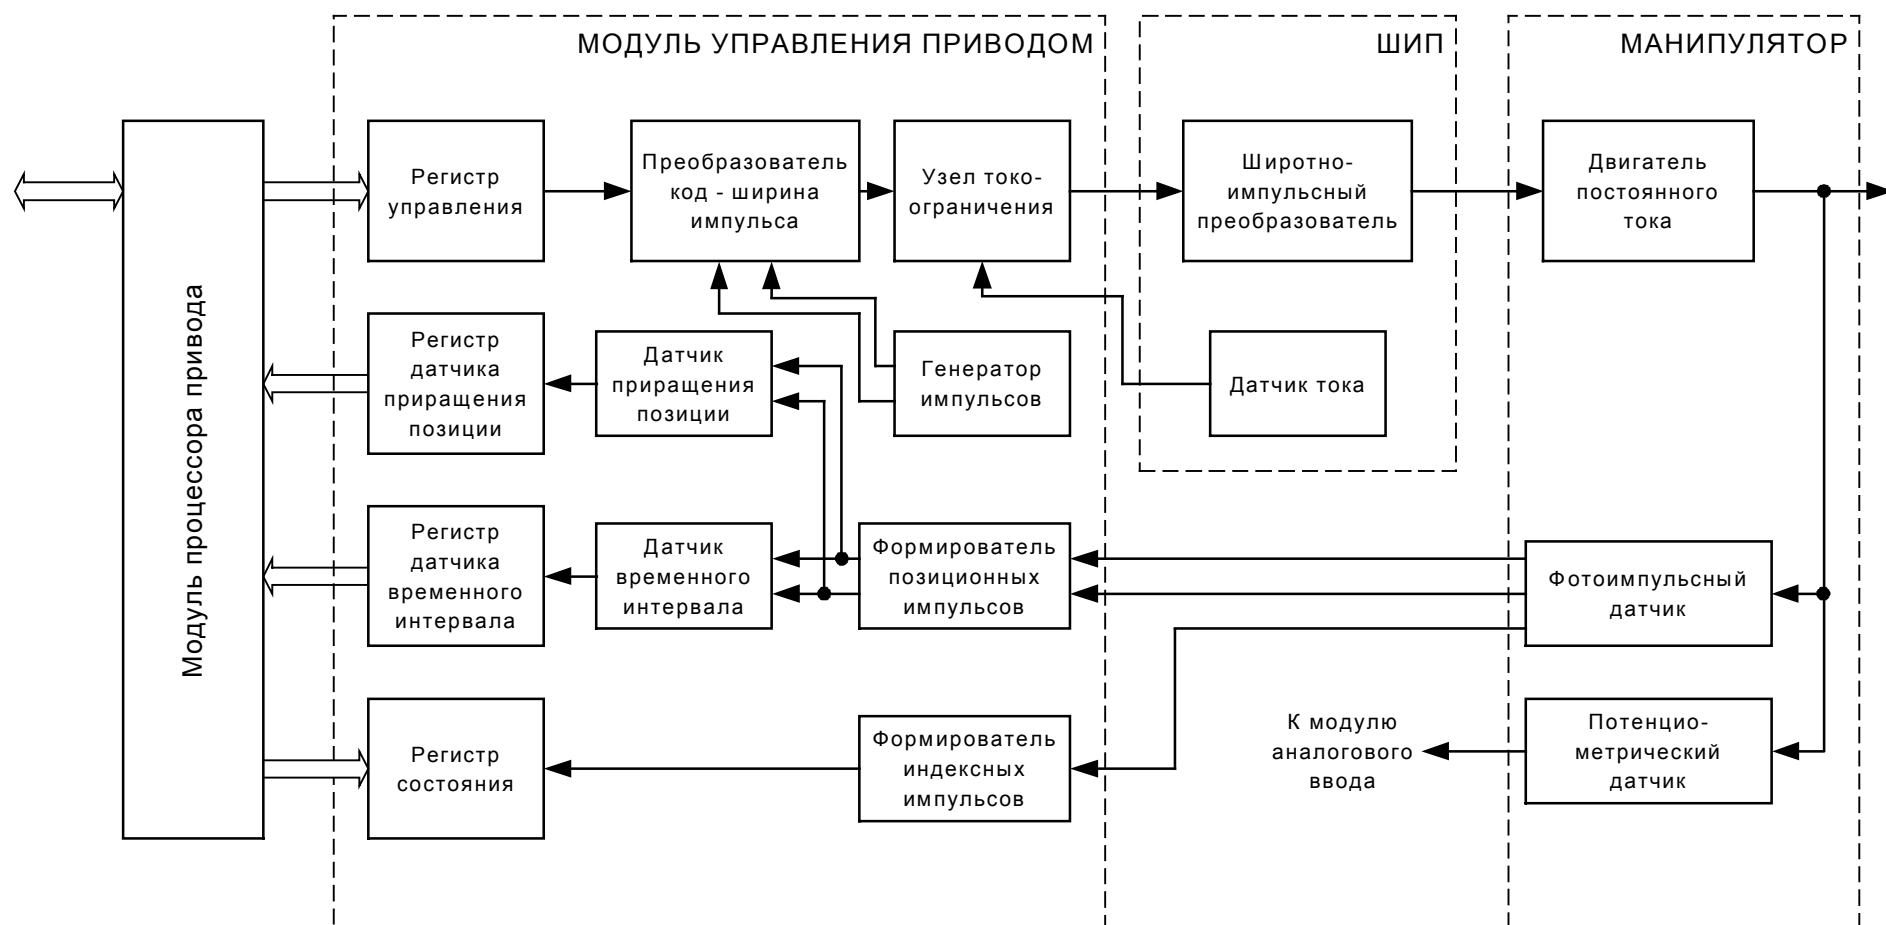 МОДУЛЬ УПРАВЛЕНИЯ ПРИВОДОМ
ШИП
МАНИПУЛЯТОР
Модуль процессора привода
Регистр
управления
Преобразователь
код - ширина
импульса
Узел токо-
ограничения
Широтно-
импульсный
преобразователь
Двигатель
постоянного
тока
Регистр
датчика
приращения
позиции
Датчик
приращения
позиции
Генератор
импульсов
Датчик тока
Регистр
датчика
временного
интервала
Датчик
временного
интервала
Формирователь
позиционных
импульсов
Фотоимпульсный
датчик
Регистр
состояния
Формирователь
индексных
импульсов
К модулю
аналогового
ввода
Потенцио-
метрический
датчик